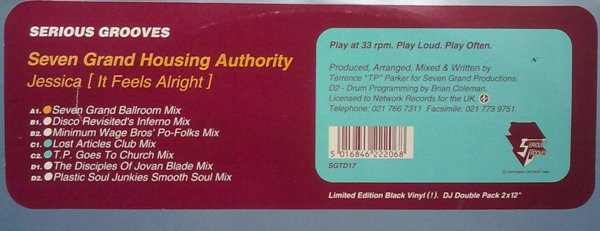 SERIOUS GROOVES
Seven Grand Housing Authority
Jessica [ It Feels Alright ]
A1. Seven Grand Ballroom Mix
B1. Disco Revisited's Inferno Mix
B2. Minimum Wage Bros' Po-Folks Mix
C1. Lost Articles Club Mix
C2. T.P. Goes To Church Mix
D1. The Disciples Of Jovan Blade Mix
D2. Plastic Soul Junkies Smooth Soul Mix
Play at 33 rpm. Play Loud. Play Often.
Produced, Arranged, Mixed & Written by
Terrence "TP" Parker for Seven Grand Productions.
D2 - Drum Programming by Brian Coleman.
Licensed to Network Records for the UK.
Telephone: 021 766 7311 Facsimile: 021 773 9751.
5 016846 222068
SGTD17
SERIOUS
GROOVES
Limited Edition Black Vinyl (!). DJ Double Pack 2x12"